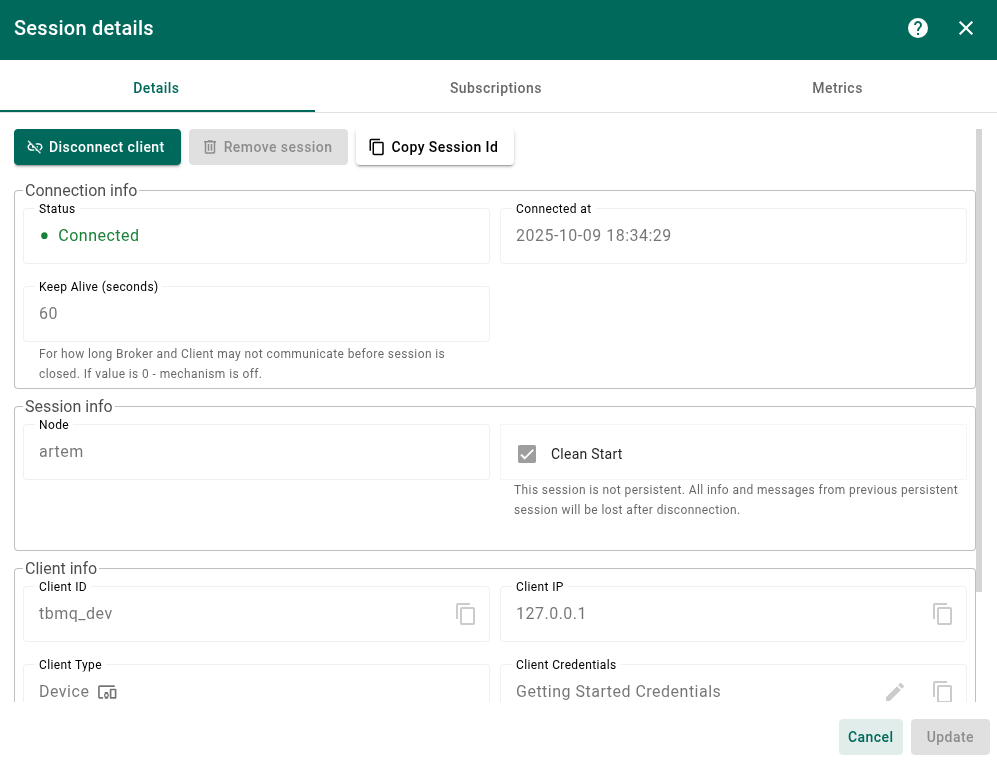 Session details
Details
Subscriptions
Metrics
Disconnect client
Remove session
Copy Session Id
Connection info
Status
Connected
Connected at
2025-10-09 18:34:29
Keep Alive (seconds)
60
For how long Broker and Client may not communicate before session is
closed. If value is 0 - mechanism is off.
Session info
Node
artem
Clean Start
This session is not persistent. All info and messages from previous persistent
session will be lost after disconnection.
Client info
Client ID
tbmq_dev
Client IP
127.0.0.1
Client Type
Device
Client Credentials
Getting Started Credentials
Cancel
Update